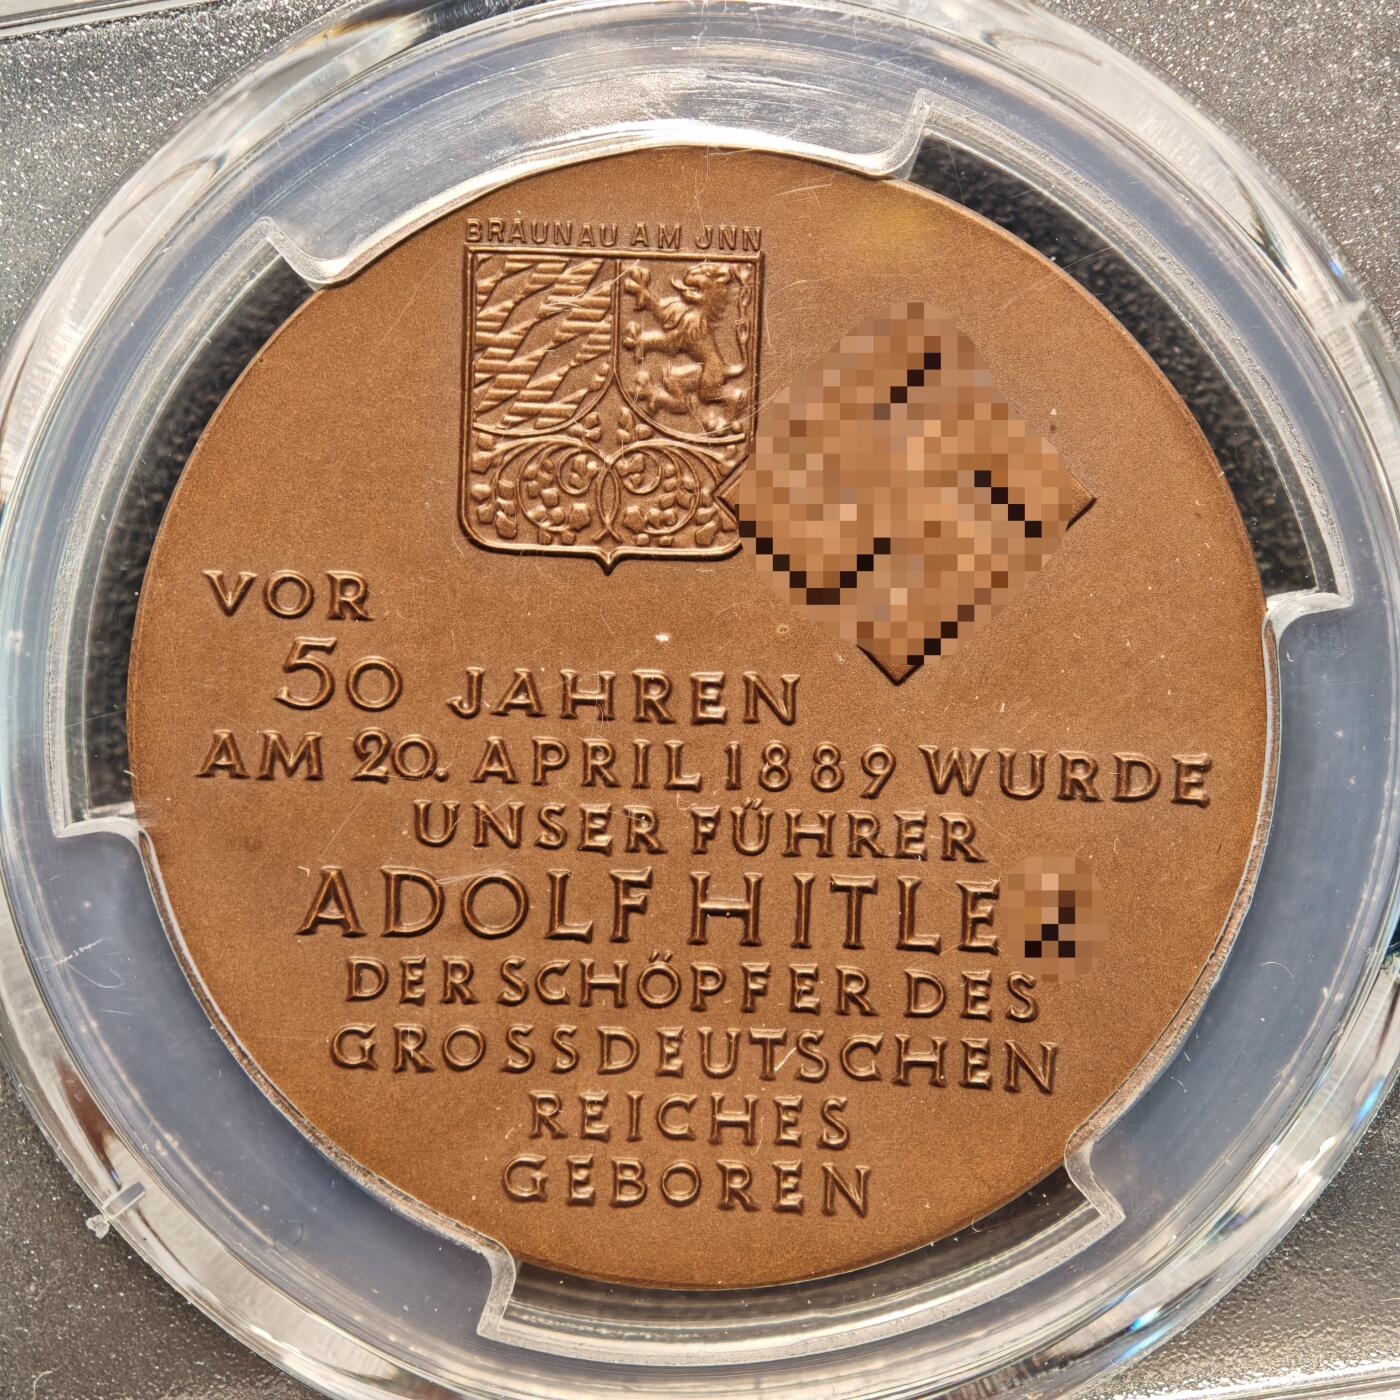 BRAUNAU AM JNN
VOR
50 JAHREN
AM 20. APRIL 1889 WURDE
UNSER FÜHRER
ADOLF HITLE
DER SCHÖPFER DES
GROSSDEUTSCHEN
REICHES
GEBOREN